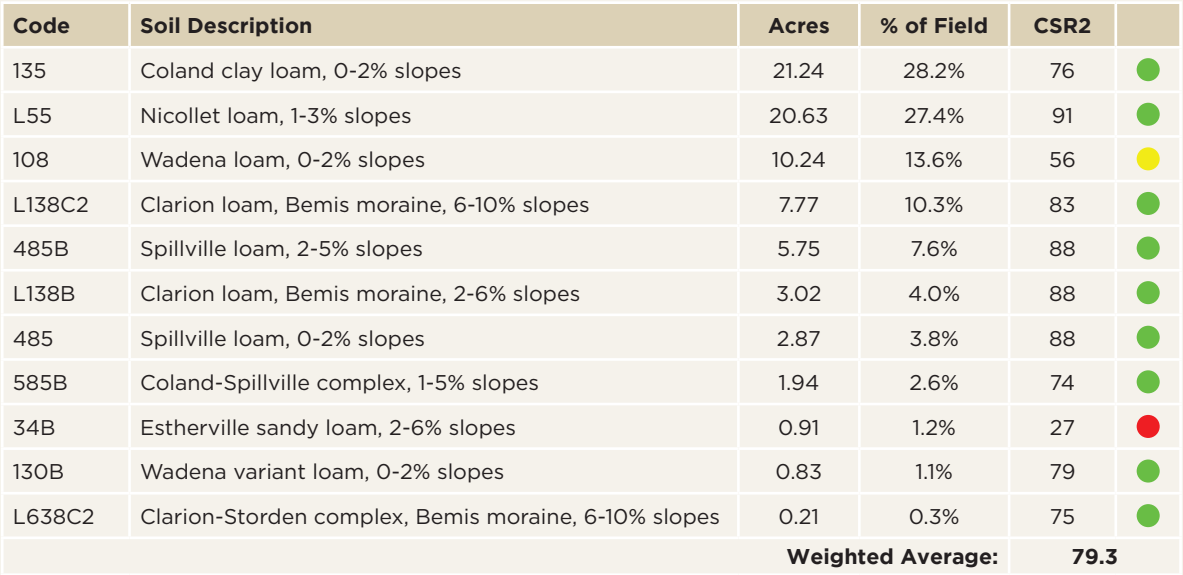 Code Soil Description Acres % of Field CSR2
135 Coland clay loam, 0-2% slopes 21.24 28.2% 76
L55 Nicollet loam, 1-3% slopes 20.63 27.4% 91
108 Wadena loam, 0-2% slopes 10.24 13.6% 56
L138C2 Clarion loam, Bemis moraine, 6-10% slopes 7.77 10.3% 83
485B Spillville loam, 2-5% slopes 5.75 7.6% 88
L138B Clarion loam, Bemis moraine, 2-6% slopes 3.02 4.0% 88
485 Spillville loam, 0-2% slopes 2.87 3.8% 88
585B Coland-Spillville complex, 1-5% slopes 1.94 2.6% 74
34B Estherville sandy loam, 2-6% slopes 0.91 1.2% 27
130B Wadena variant loam, 0-2% slopes 0.83 1.1% 79
L638C2 Clarion-Storden complex, Bemis moraine, 6-10% slopes 0.21 0.3% 75
Weighted Average: 79.3